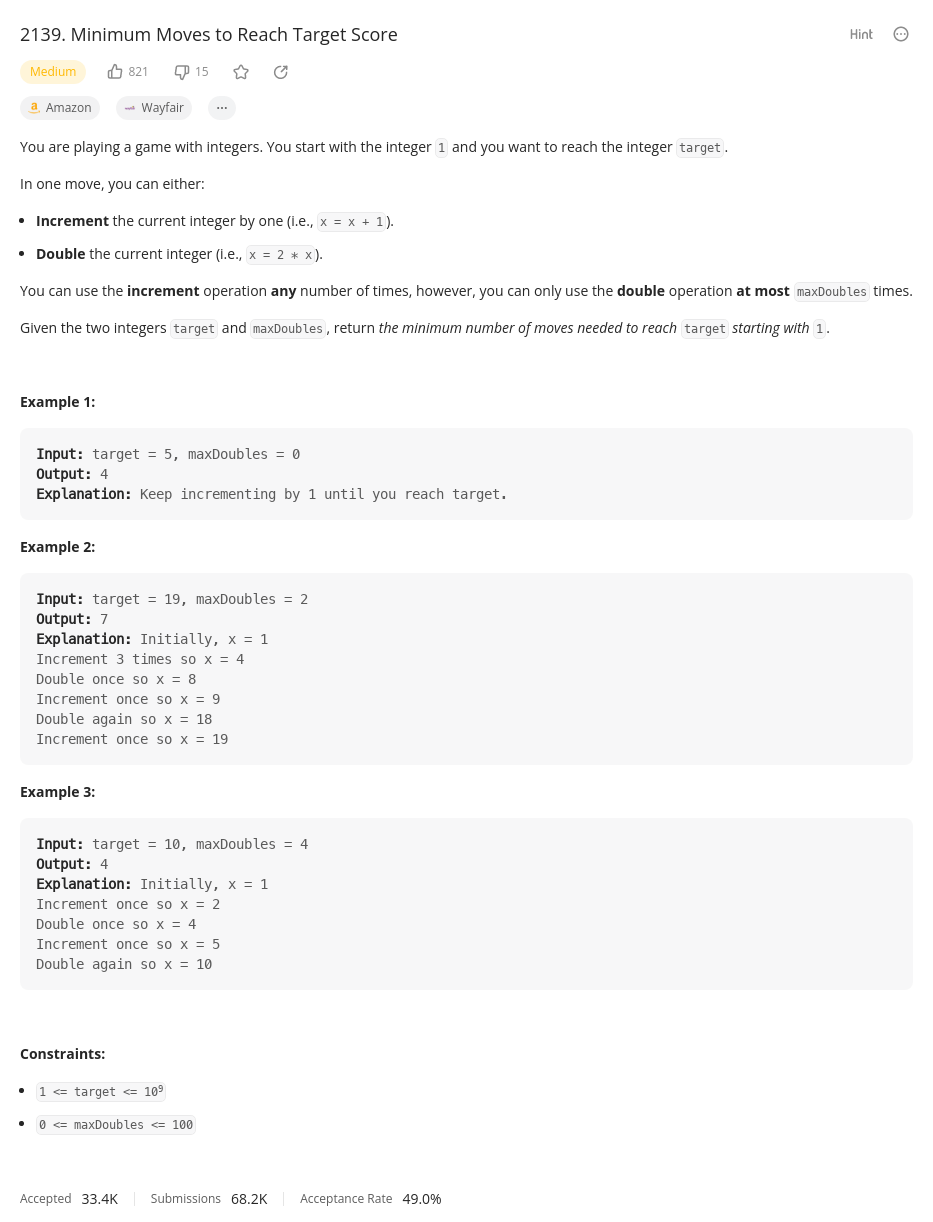 2139. Minimum Moves to Reach Target Score
Hint
Medium 821 15
Amazon Wayfair ...
You are playing a game with integers. You start with the integer 1 and you want to reach the integer target.
In one move, you can either:
• Increment the current integer by one (i.e., x = x + 1).
• Double the current integer (i.e., x = 2 * x).
You can use the increment operation any number of times, however, you can only use the double operation at most maxDoubles times.
Given the two integers target and maxDoubles, return the minimum number of moves needed to reach target starting with 1.
Example 1:
Input: target = 5, maxDoubles = 0
Output: 4
Explanation: Keep incrementing by 1 until you reach target.
Example 2:
Input: target = 19, maxDoubles = 2
Output: 7
Explanation: Initially, x = 1
Increment 3 times so x = 4
Double once so x = 8
Increment once so x = 9
Double again so x = 18
Increment once so x = 19
Example 3:
Input: target = 10, maxDoubles = 4
Output: 4
Explanation: Initially, x = 1
Increment once so x = 2
Double once so x = 4
Increment once so x = 5
Double again so x = 10
Constraints:
• 1 <= target <= 10⁹
• 0 <= maxDoubles <= 100
Accepted 33.4K Submissions 68.2K Acceptance Rate 49.0%